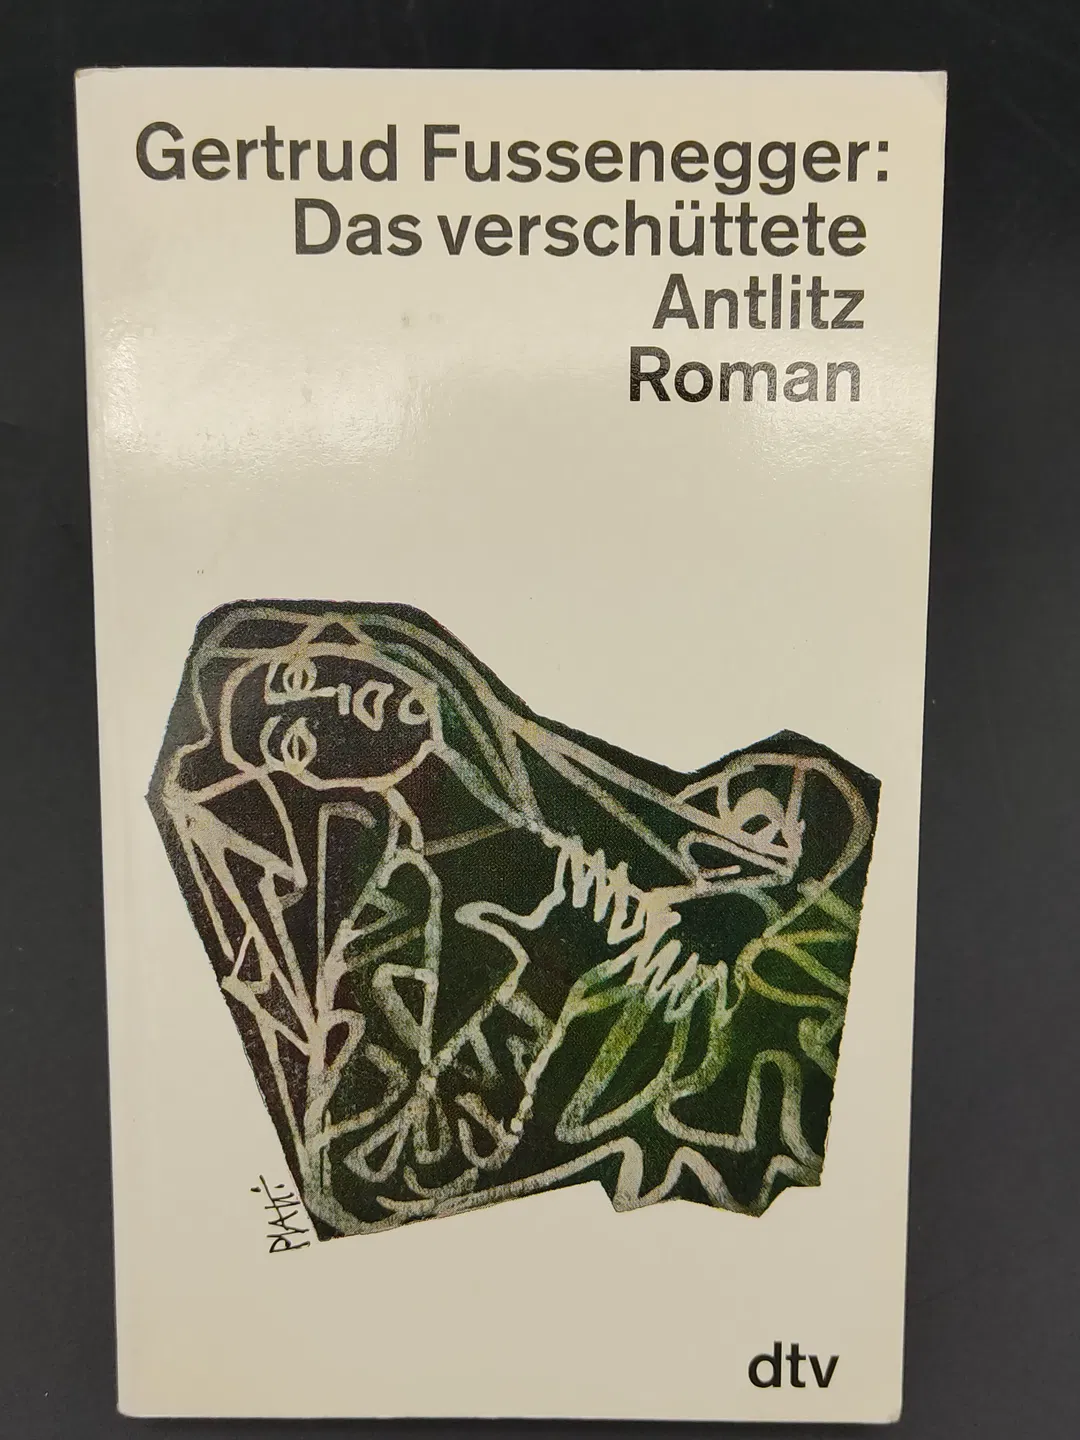 Gertrud Fussenegger:
Das verschüttete
Antlitz
Roman
dtv